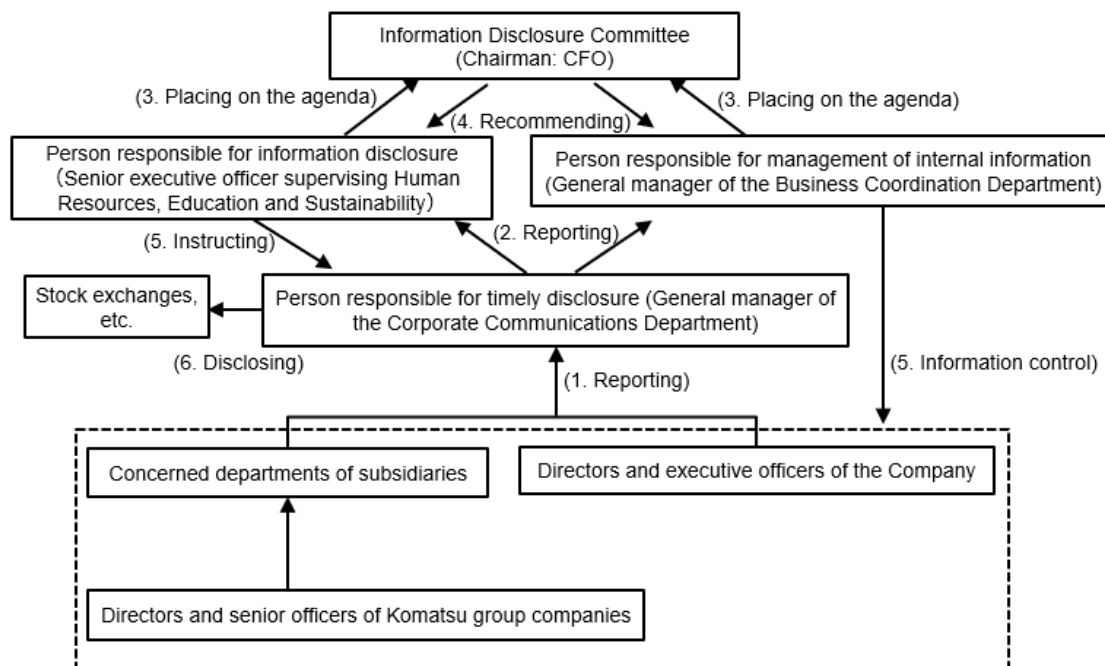 Information Disclosure Committee
(Chairman: CFO)
(3. Placing on the agenda)
(3. Placing on the agenda)
(4. Recommending)
Person responsible for information disclosure
（Senior executive officer supervising Human
Resources, Education and Sustainability）
Person responsible for management of internal information
(General manager of the Business Coordination Department)
(5. Instructing)
(2. Reporting)
Stock exchanges,
etc.
Person responsible for timely disclosure (General manager of
the Corporate Communications Department)
(6. Disclosing)
(1. Reporting)
(5. Information control)
Concerned departments of subsidiaries
Directors and executive officers of the Company
Directors and senior officers of Komatsu group companies